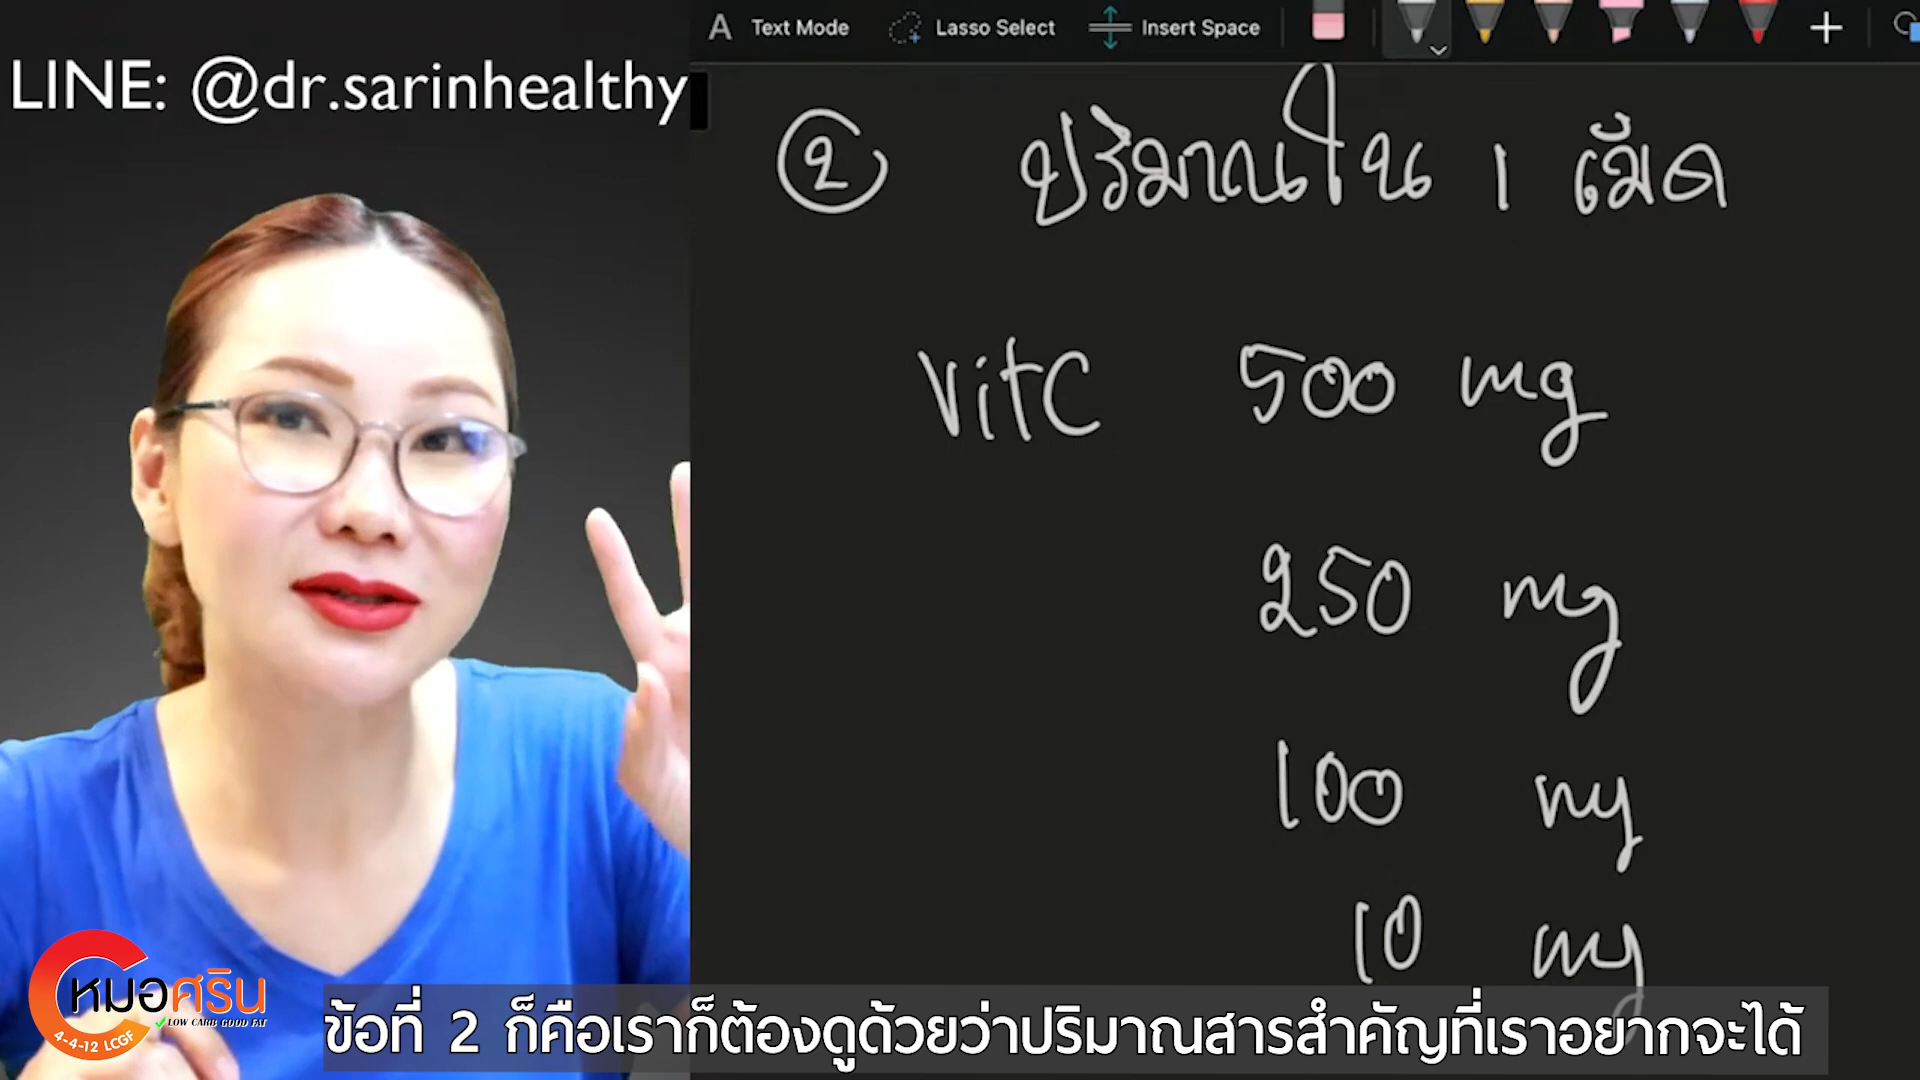 LINE: @dr.sarinhealthy
A Text Mode Lasso Select Insert Space
② ปริมาณใน 1 เม็ด
vitC 500 mg
250 mg
100 mg
10 mg
หมอศริน
LOW CARB GOOD FAT
4-4-12 LCGF
ข้อที่ 2 ก็คือเราก็ต้องดูด้วยว่าปริมาณสารสำคัญที่เราอยากจะได้